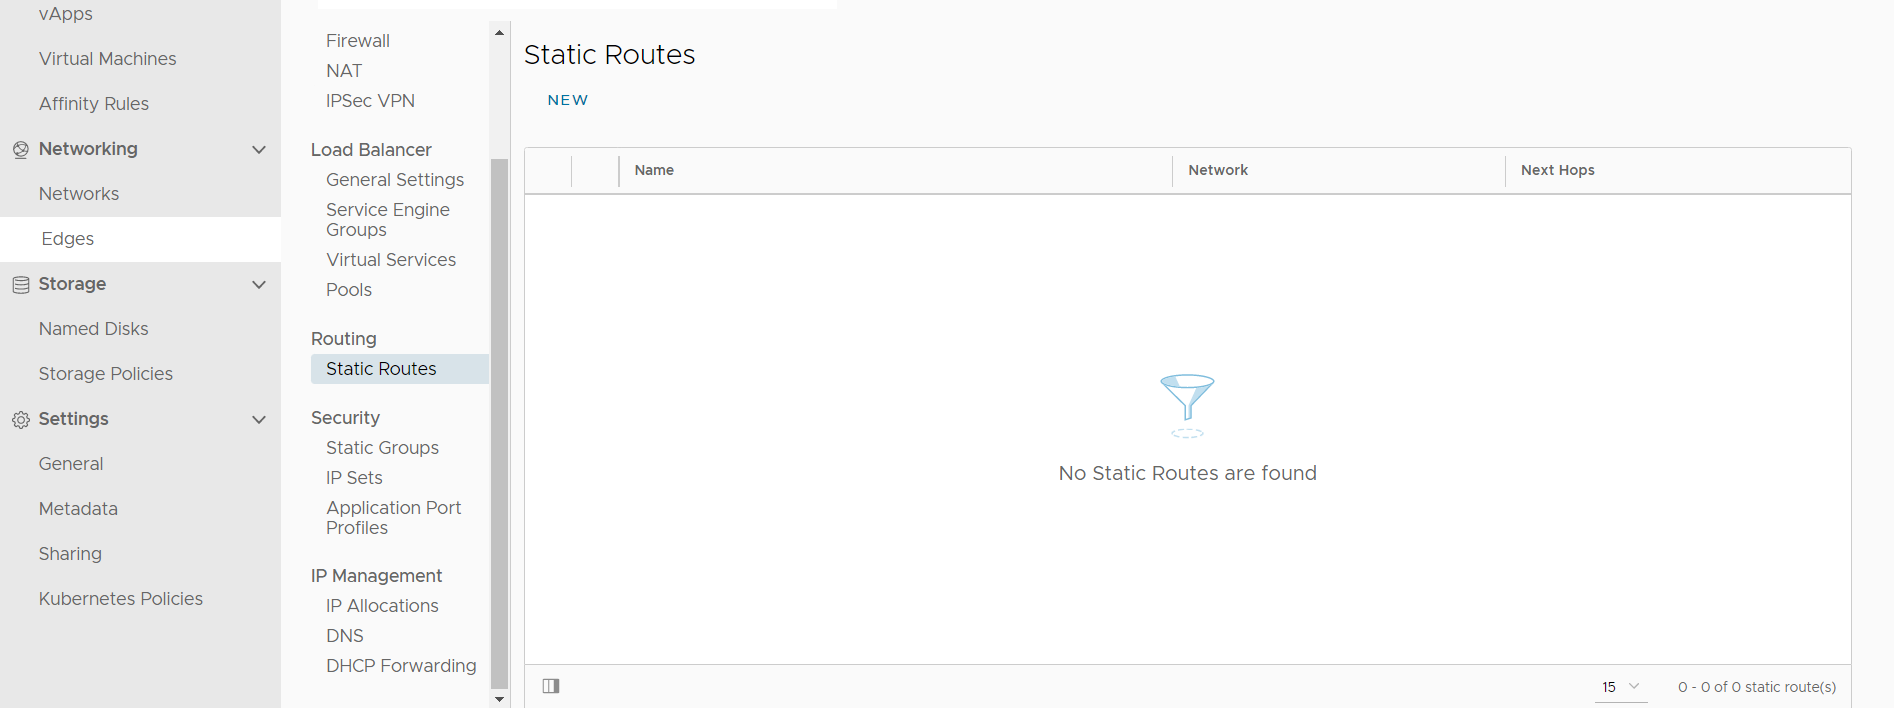 vApps
Virtual Machines
Affinity Rules
Networking
Networks
Edges
Storage
Named Disks
Storage Policies
Settings
General
Metadata
Sharing
Kubernetes Policies
Firewall
NAT
IPSec VPN
Load Balancer
General Settings
Service Engine
Groups
Virtual Services
Pools
Routing
Static Routes
Security
Static Groups
IP Sets
Application Port
Profiles
IP Management
IP Allocations
DNS
DHCP Forwarding
Static Routes
NEW
Name Network Next Hops
No Static Routes are found
15 0 - 0 of 0 static route(s)